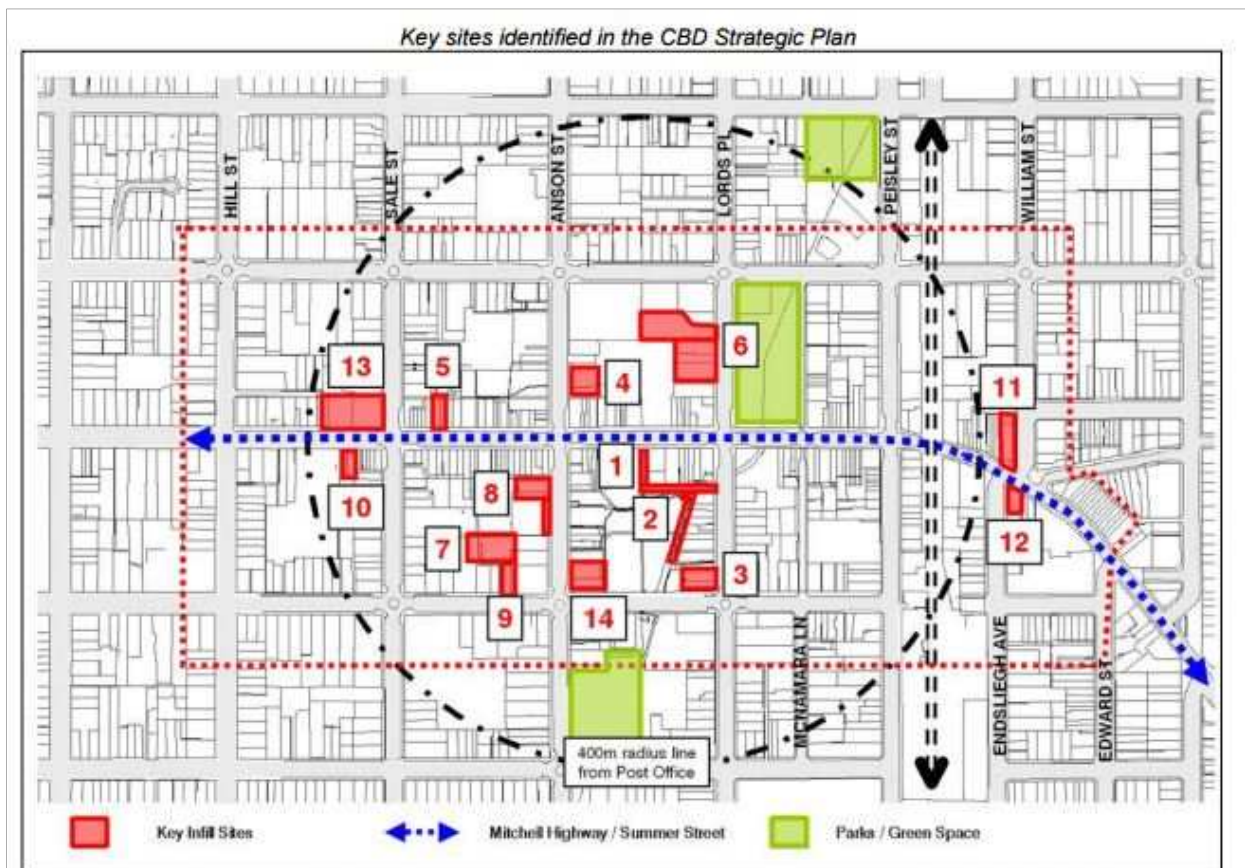 Key sites identified in the CBD Strategic Plan
HILL ST
SALE ST
ANSON ST
LORDS PL
PEISLEY ST
WILLIAM ST
13
5
4
6
11
1
8
10
2
7
12
3
9
14
MCNAMARA LN
ENDSLIEGH AVE
EDWARD ST
400m radius line
from Post Office
Key Infill Sites
Mitchell Highway / Summer Street
Parks / Green Space